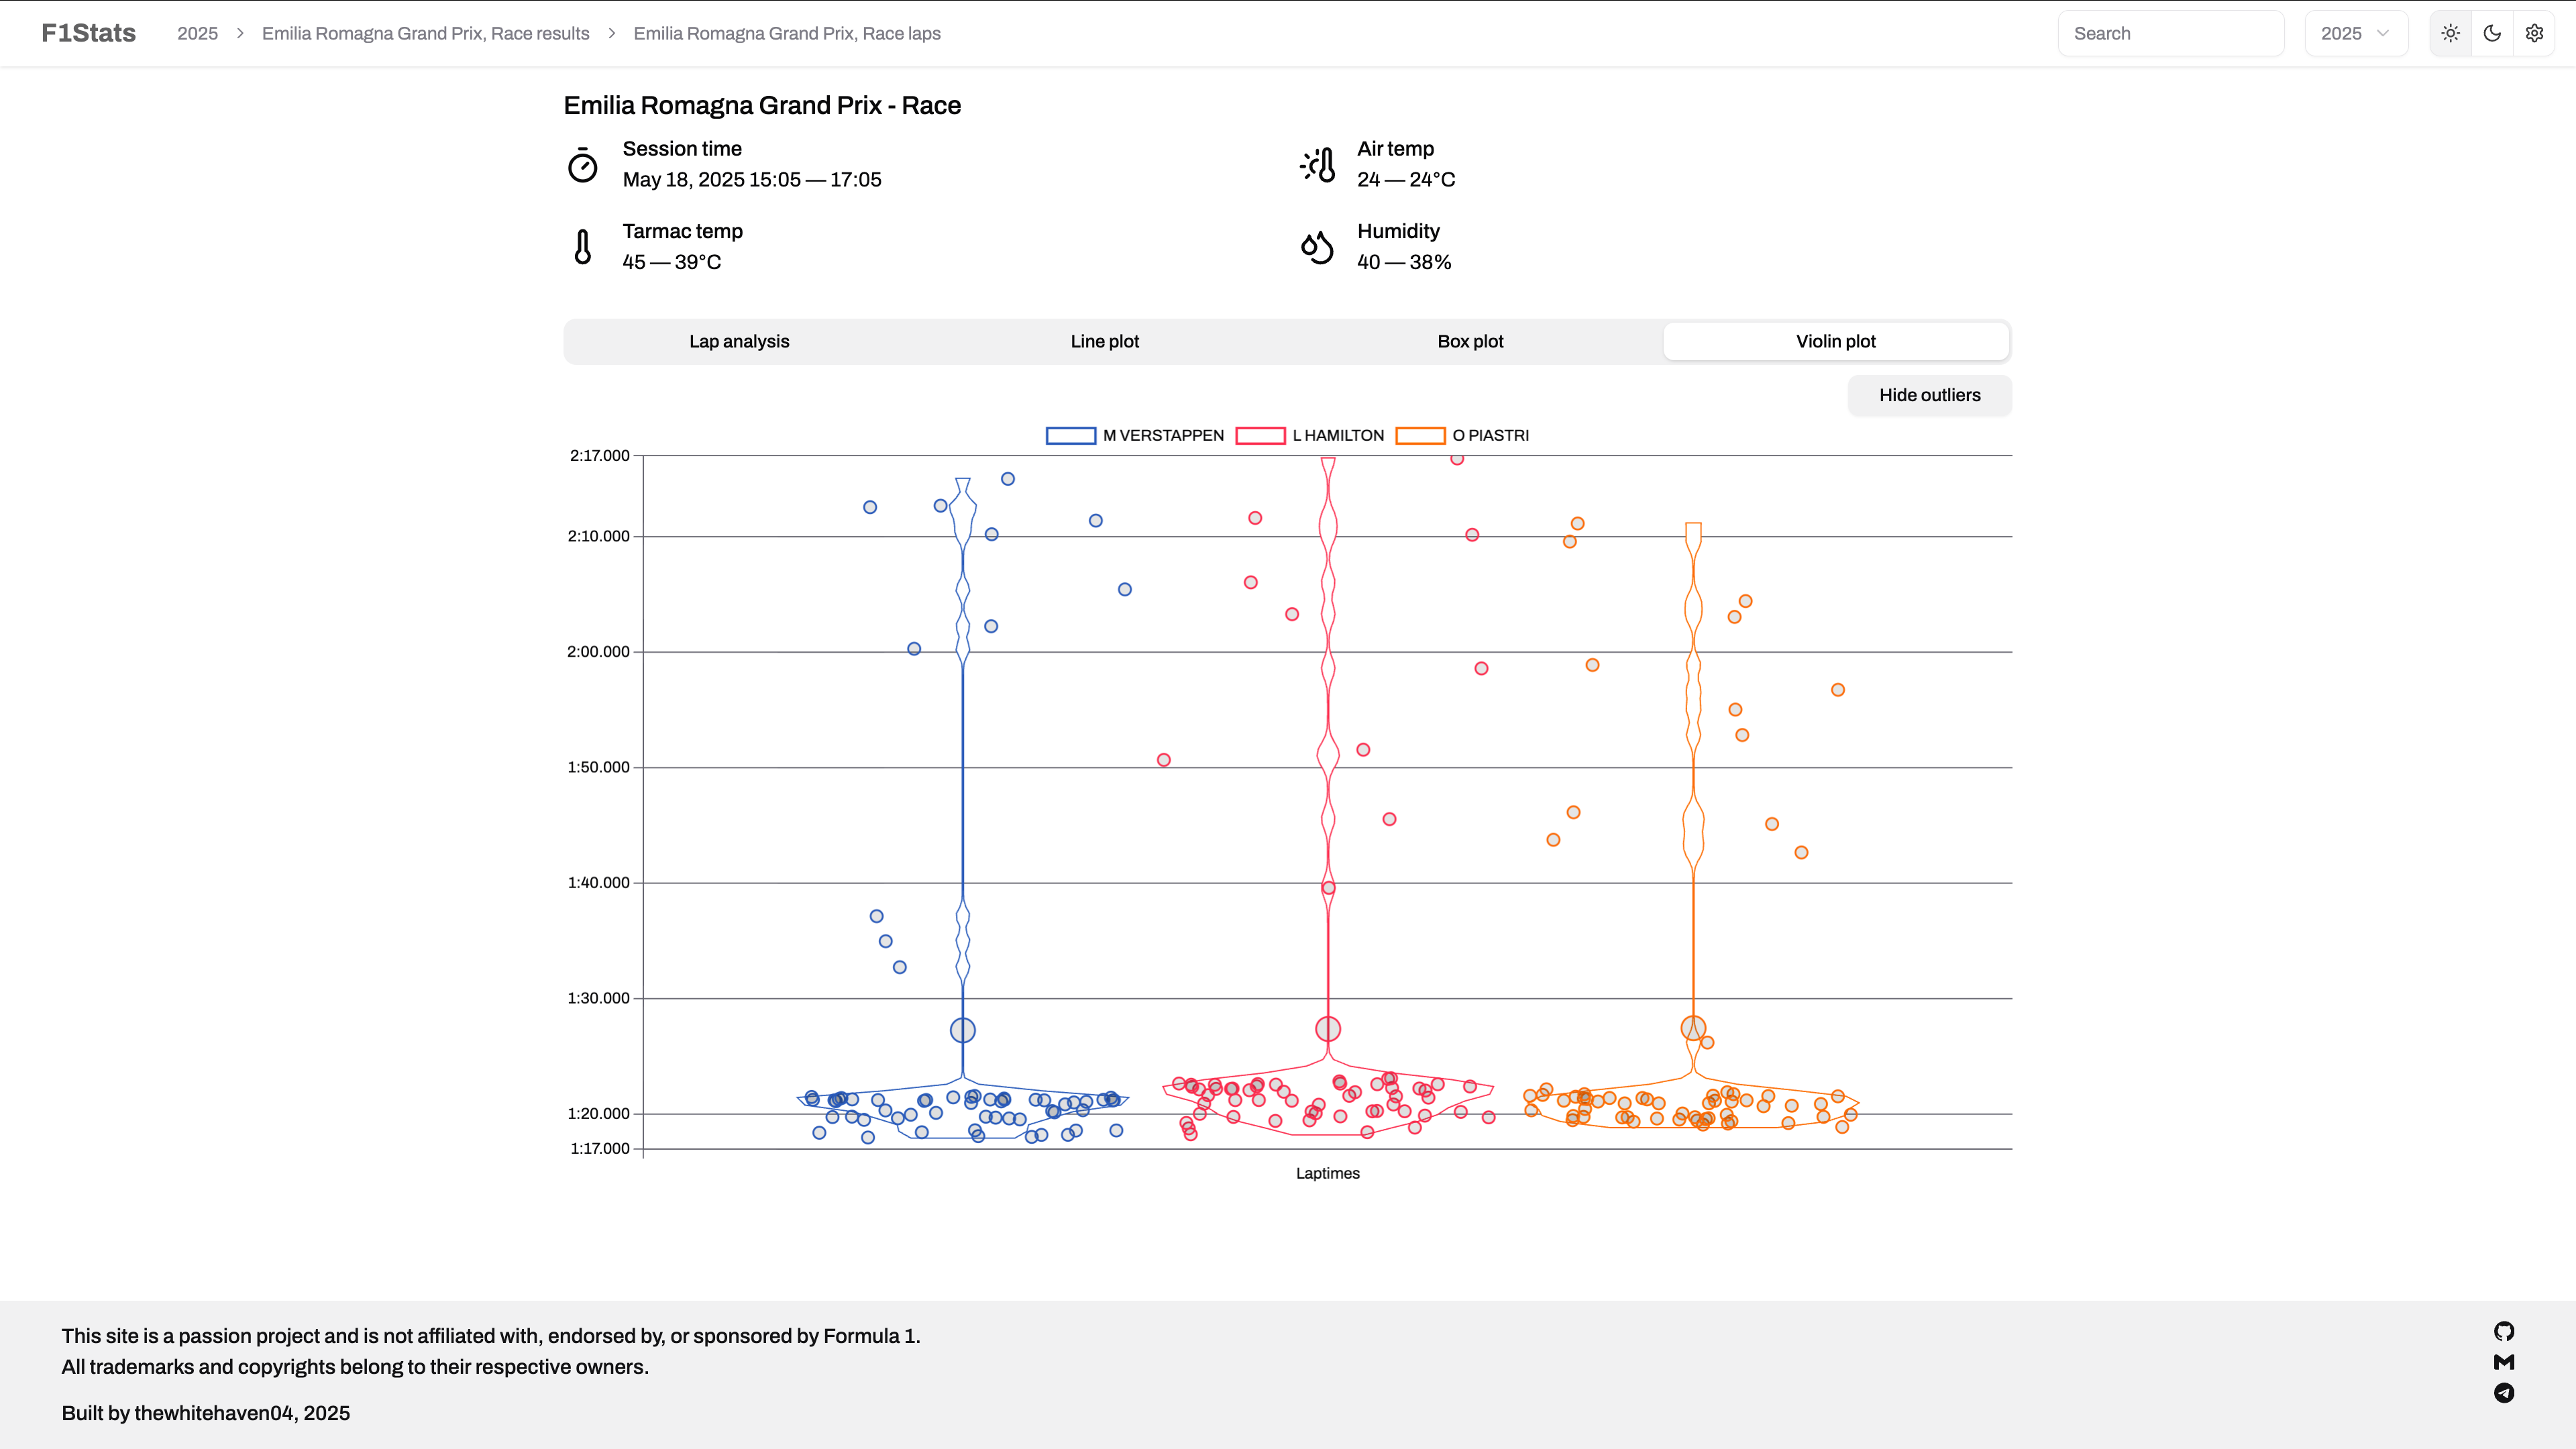 F1Stats
2025
Emilia Romagna Grand Prix, Race results
Emilia Romagna Grand Prix, Race laps
Search
2025
Emilia Romagna Grand Prix - Race
Session time
May 18, 2025 15:05 — 17:05
Air temp
24 — 24°C
Tarmac temp
45 — 39°C
Humidity
40 — 38%
Lap analysis
Line plot
Box plot
Violin plot
Hide outliers
M VERSTAPPEN
L HAMILTON
O PIASTRI
2:17.000
2:10.000
2:00.000
1:50.000
1:40.000
1:30.000
1:20.000
1:17.000
Laptimes
This site is a passion project and is not affiliated with, endorsed by, or sponsored by Formula 1.
All trademarks and copyrights belong to their respective owners.
Built by thewhitehaven04, 2025